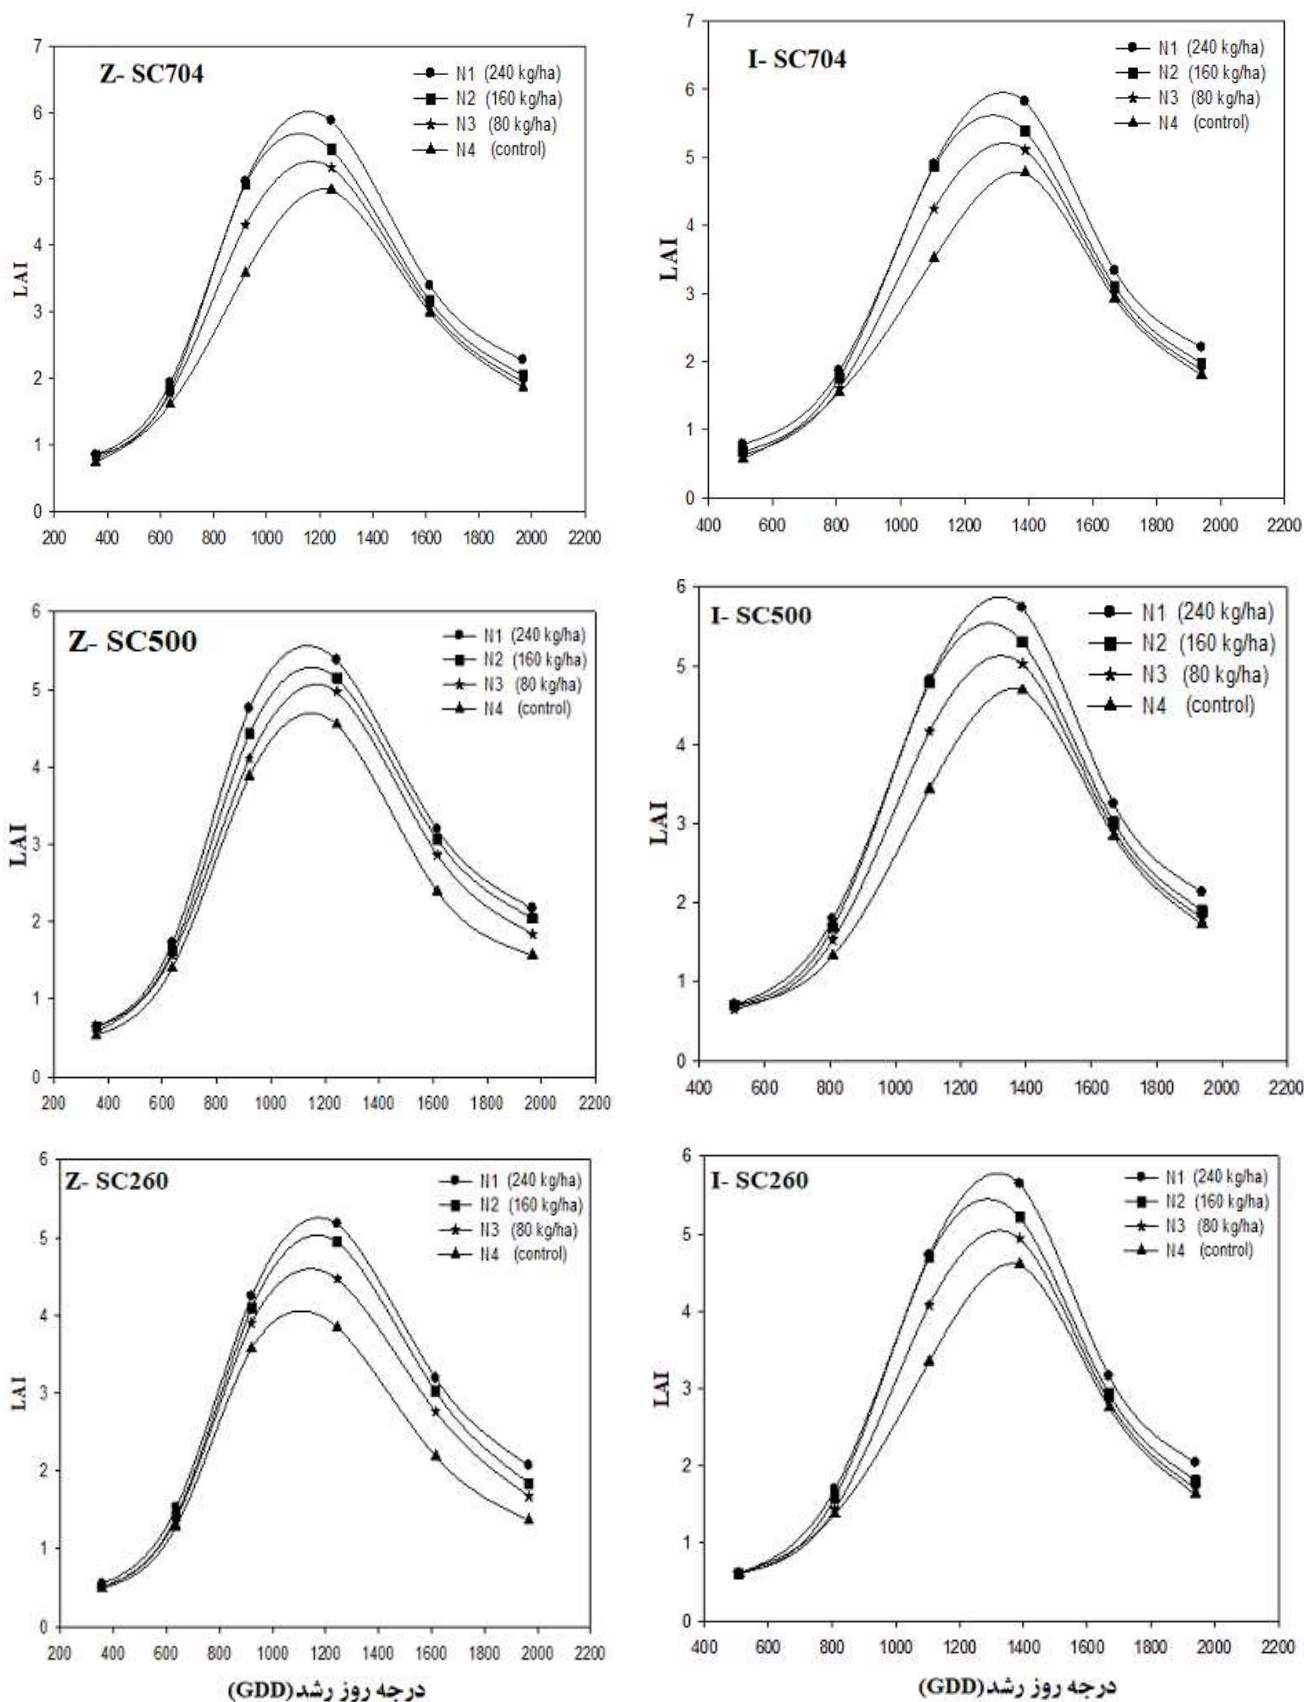 Z- SC704
N1 (240 kg/ha)
N2 (160 kg/ha)
N3 (80 kg/ha)
N4 (control)
LAI
7
6
5
4
3
2
1
0
200 400 600 800 1000 1200 1400 1600 1800 2000 2200
I- SC704
N1 (240 kg/ha)
N2 (160 kg/ha)
N3 (80 kg/ha)
N4 (control)
LAI
7
6
5
4
3
2
1
0
400 600 800 1000 1200 1400 1600 1800 2000 2200
Z- SC500
N1 (240 kg/ha)
N2 (160 kg/ha)
N3 (80 kg/ha)
N4 (control)
LAI
6
5
4
3
2
1
0
200 400 600 800 1000 1200 1400 1600 1800 2000 2200
I- SC500
N1 (240 kg/ha)
N2 (160 kg/ha)
N3 (80 kg/ha)
N4 (control)
LAI
6
5
4
3
2
1
0
400 600 800 1000 1200 1400 1600 1800 2000 2200
Z- SC260
N1 (240 kg/ha)
N2 (160 kg/ha)
N3 (80 kg/ha)
N4 (control)
LAI
6
5
4
3
2
1
0
200 400 600 800 1000 1200 1400 1600 1800 2000 2200
درجه روز رشد(GDD)
I- SC260
N1 (240 kg/ha)
N2 (160 kg/ha)
N3 (80 kg/ha)
N4 (control)
LAI
6
5
4
3
2
1
0
400 600 800 1000 1200 1400 1600 1800 2000 2200
درجه روز رشد(GDD)